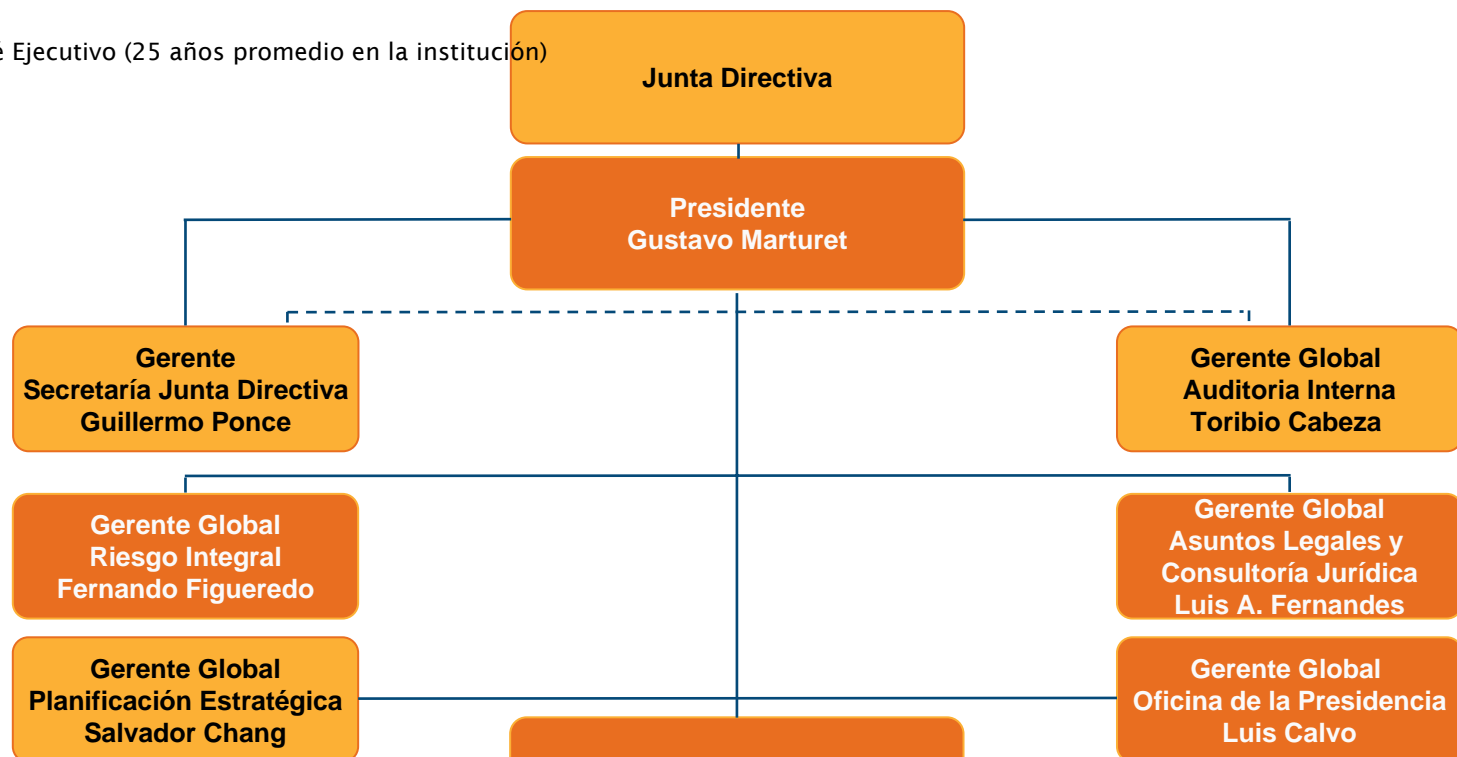 Ejecutivo (25 años promedio en la institución)
Junta Directiva
Presidente
Gustavo Marturet
Gerente
Secretaría Junta Directiva
Guillermo Ponce
Gerente Global
Auditoria Interna
Toribio Cabeza
Gerente Global
Riesgo Integral
Fernando Figueredo
Gerente Global
Asuntos Legales y
Consultoría Jurídica
Luis A. Fernandes
Gerente Global
Planificación Estratégica
Salvador Chang
Gerente Global
Oficina de la Presidencia
Luis Calvo